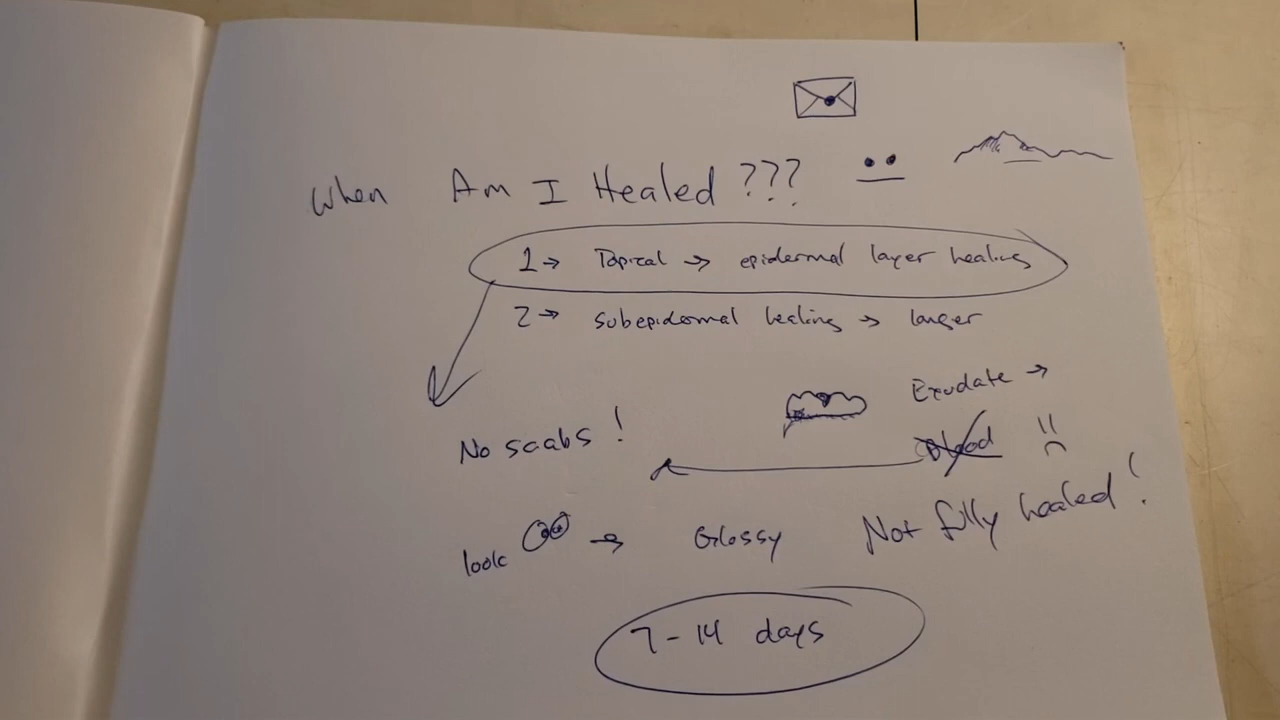 When Am I Healed ???
1 → Topical → epidermal layer healing
2 → subepidermal healing → longer
Exudate →
No scabs !
Blood
look → Glossy
Not fully healed !
7 - 14 days